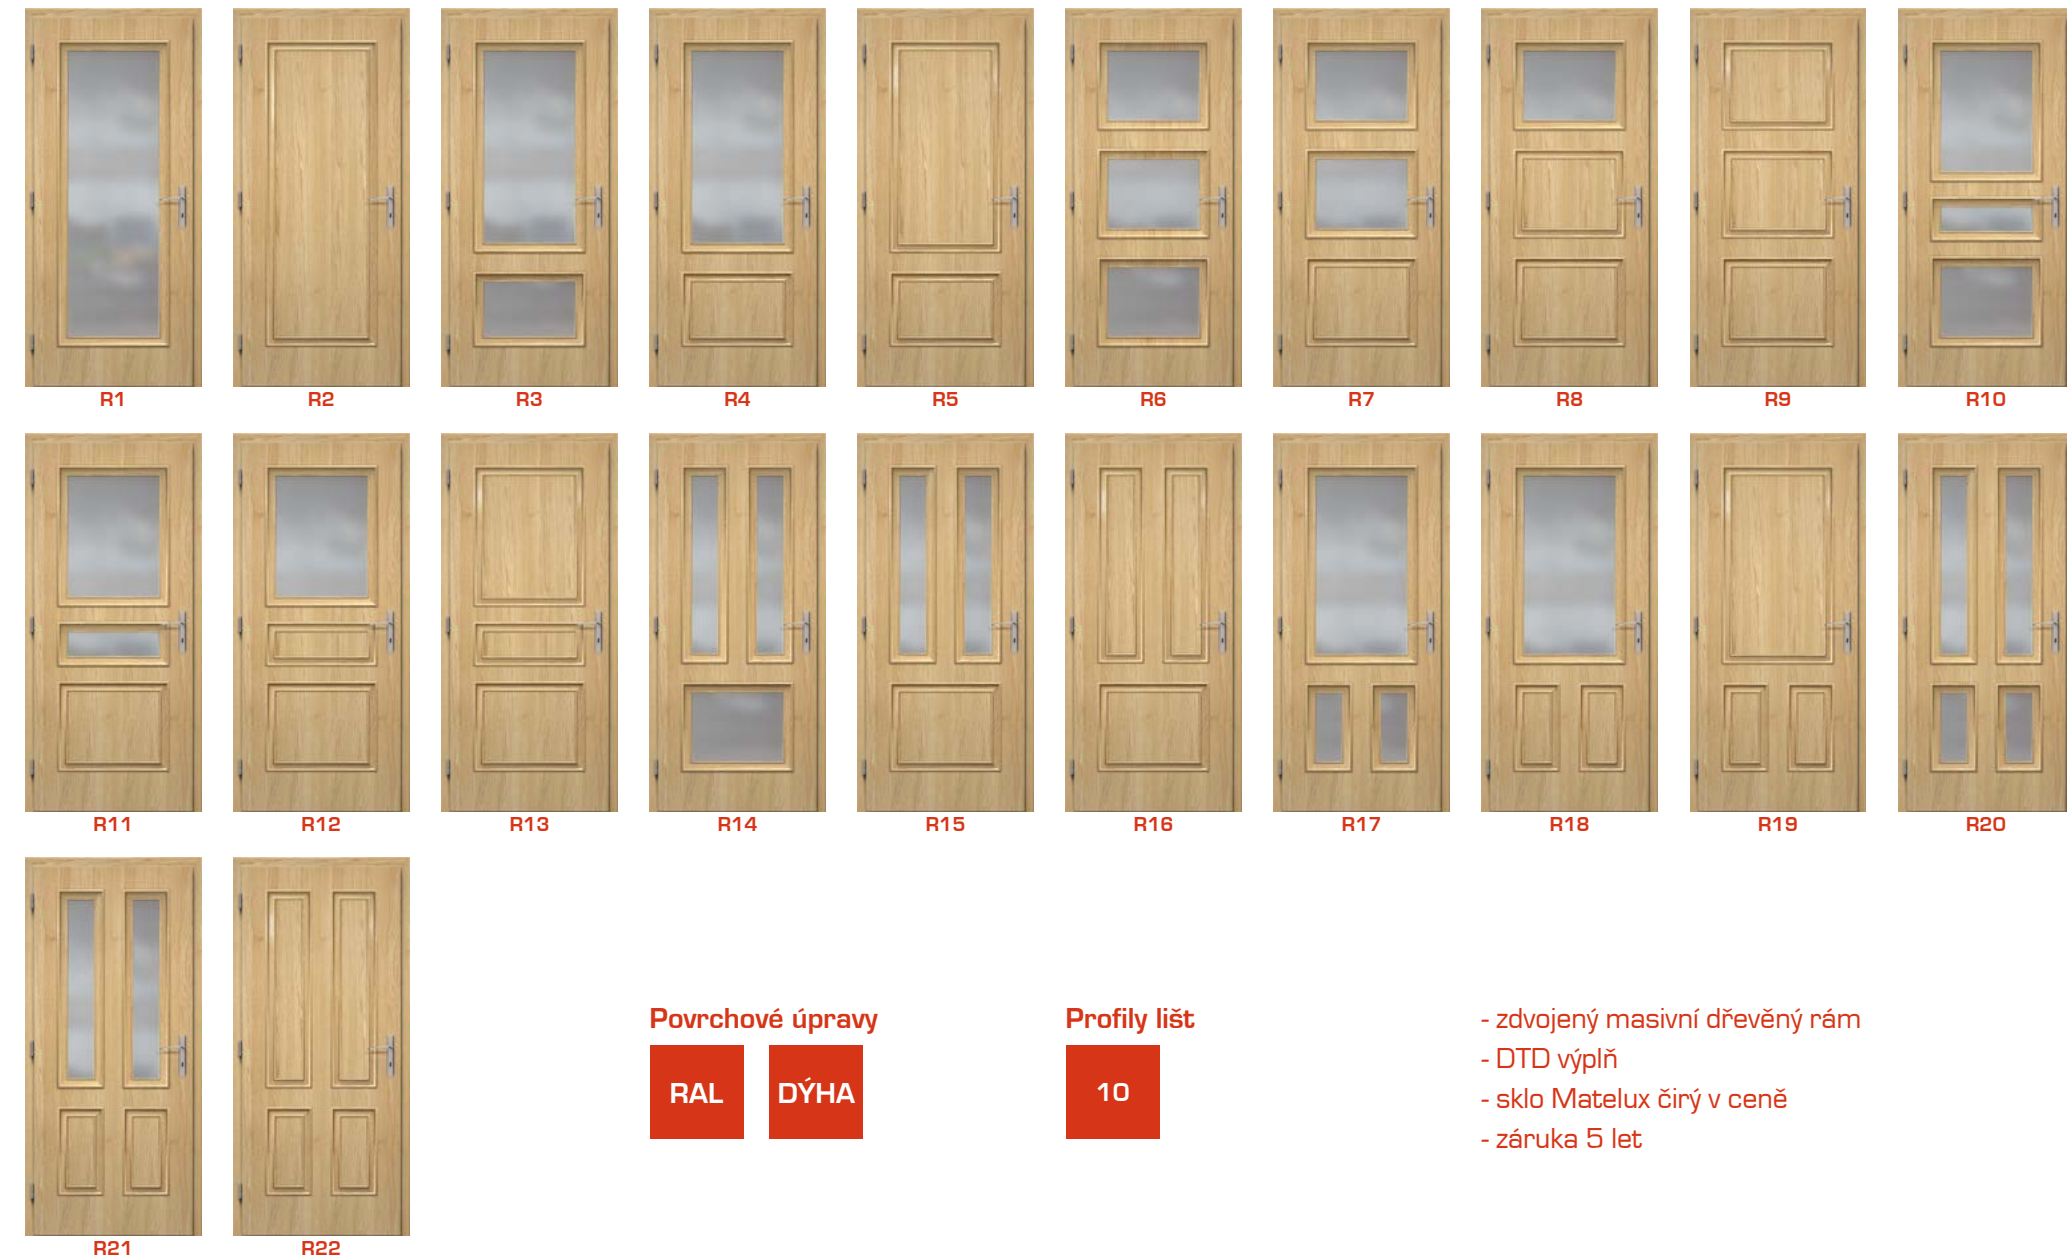 R1
R2
R3
R4
R5
R6
R7
R8
R9
R10
R11
R12
R13
R14
R15
R16
R17
R18
R19
R20
R21
R22
Povrchové úpravy
RAL
DÝHA
Profily lišt
10
- zdvojený masivní dřevěný rám
- DTD výplň
- sklo Matelux čirý v ceně
- záruka 5 let